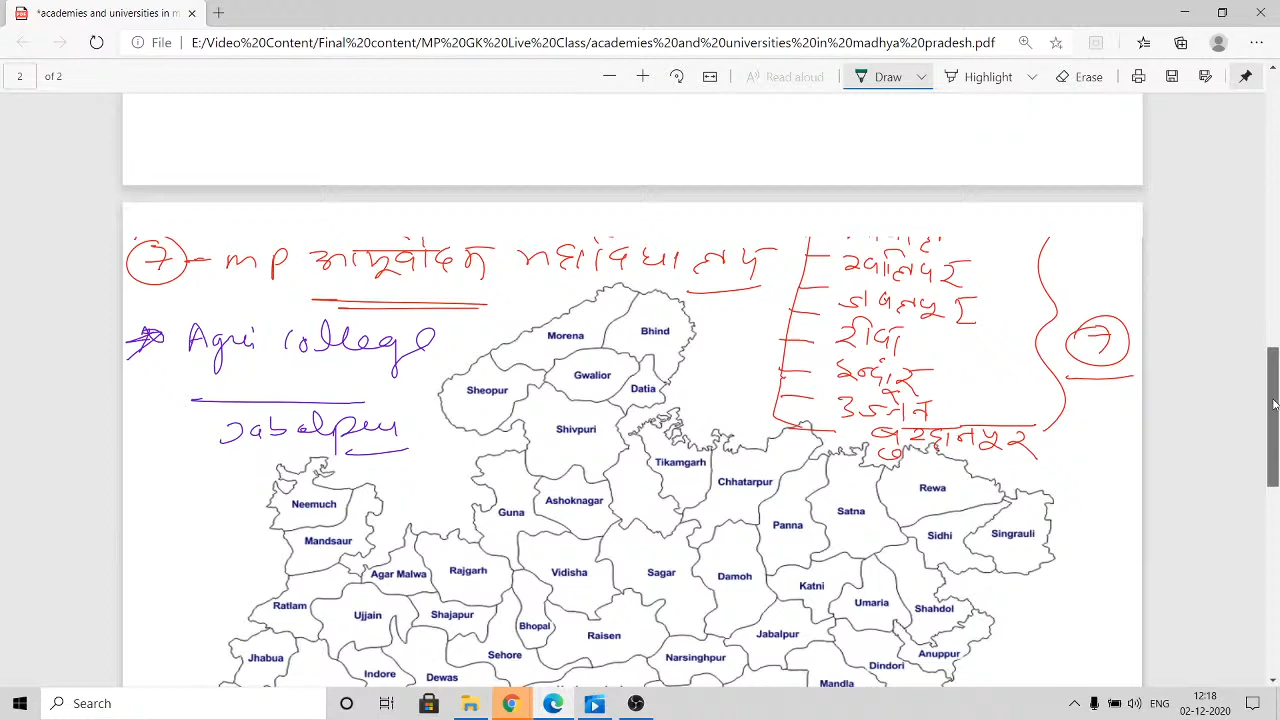 *academies and universities in m
File
E:/Video%20Content/Final%20content/MP%20GK%20Live%20Class/academies%20and%20universities%20in%20madhya%20pradesh.pdf
2 of 2
Read aloud
Draw
Highlight
Erase
7 - MP आयुर्वेदिक महाविद्यालय
ग्वालियर
जबलपुर
रीवा
इन्दौर
उज्जैन
बुरहानपुर
7
Agri college
Jabalpur
Morena
Bhind
Gwalior
Sheopur
Datia
Shivpuri
Tikamgarh
Chhatarpur
Rewa
Neemuch
Ashoknagar
Guna
Satna
Panna
Sidhi
Singrauli
Mandsaur
Agar Malwa
Rajgarh
Vidisha
Sagar
Damoh
Katni
Umaria
Shahdol
Ratlam
Ujjain
Shajapur
Bhopal
Raisen
Jabalpur
Jhabua
Sehore
Narsinghpur
Anuppur
Indore
Dewas
Dindori
Mandla
Search
12:18
02-12-2020